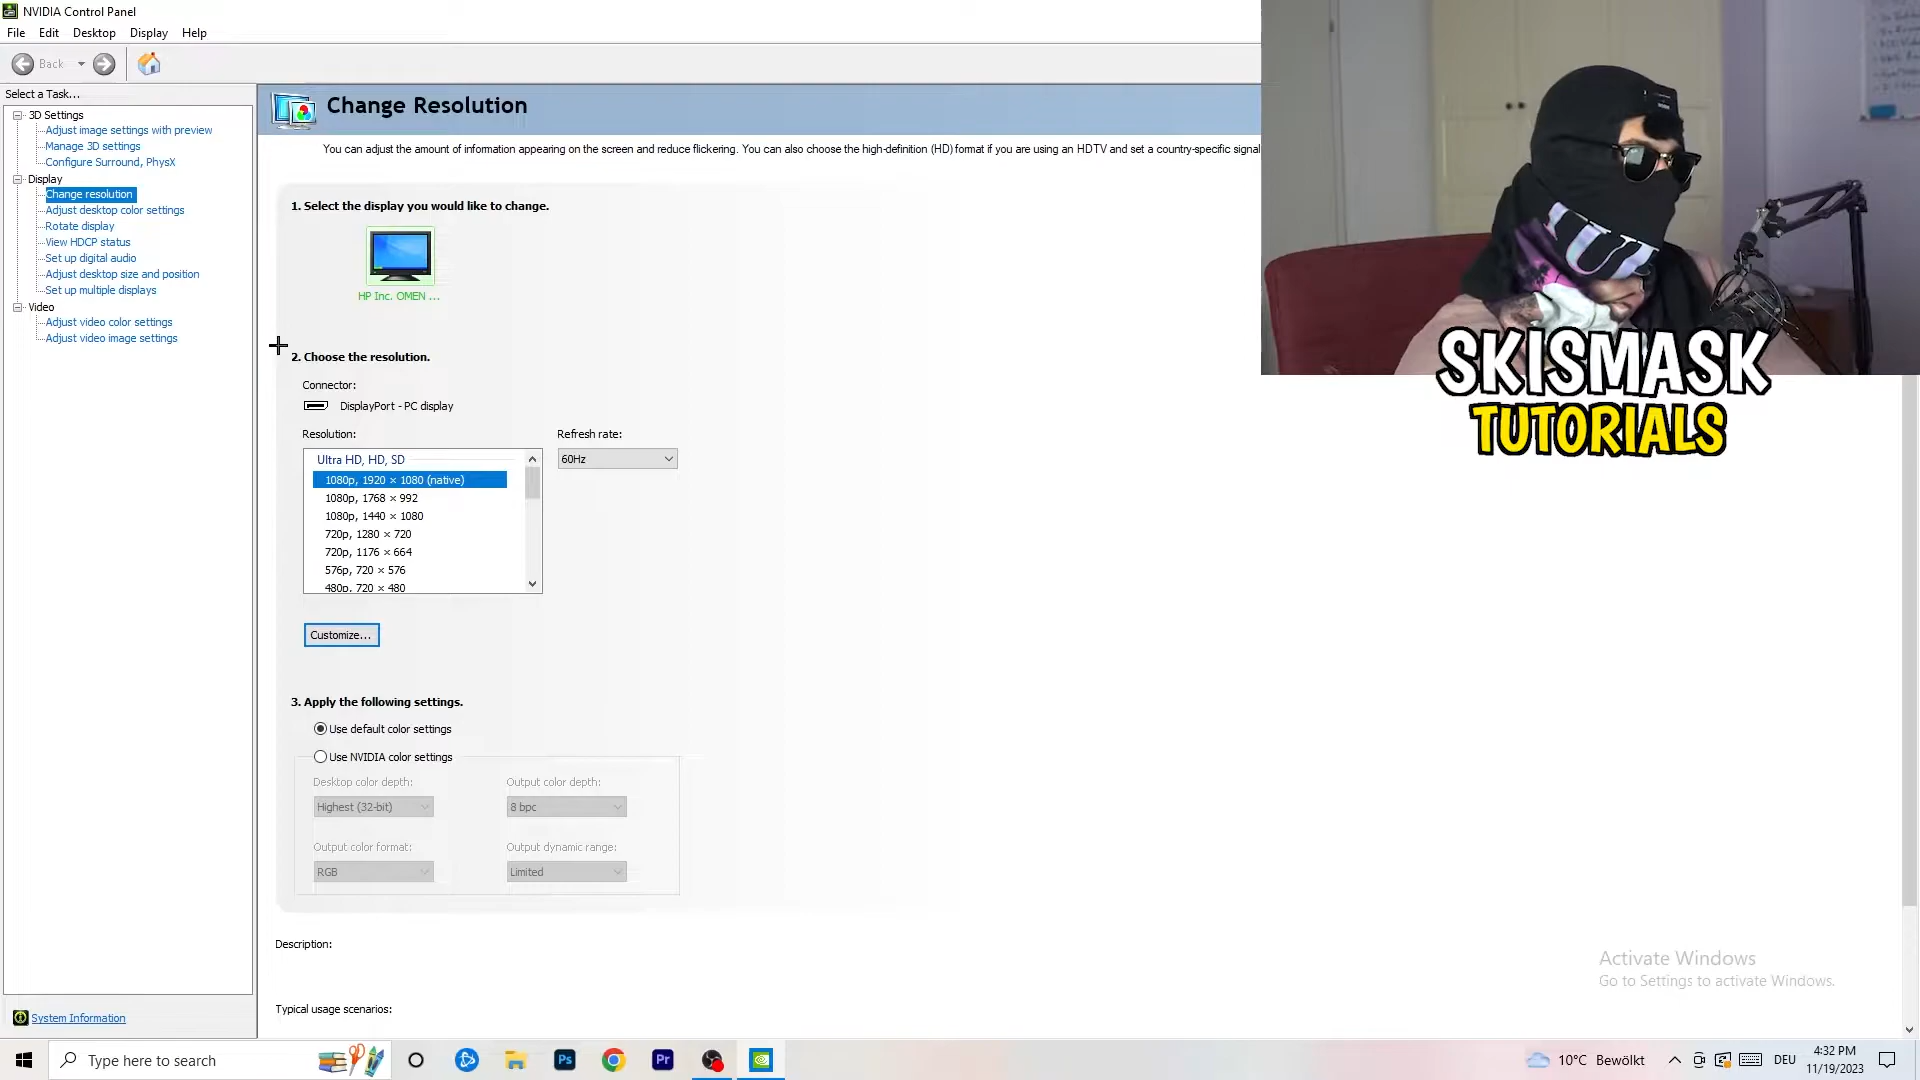 NVIDIA Control Panel
File Edit Desktop Display Help
Back
Select a Task...
3D Settings
Adjust image settings with preview
Manage 3D settings
Configure Surround, PhysX
Display
Change resolution
Adjust desktop color settings
Rotate display
View HDCP status
Set up digital audio
Adjust desktop size and position
Set up multiple displays
Video
Adjust video color settings
Adjust video image settings
System Information
Change Resolution
You can adjust the amount of information appearing on the screen and reduce flickering. You can also choose the high-definition (HD) format if you are using an HDTV and set a country-specific signal
1. Select the display you would like to change.
HP Inc. OMEN ...
2. Choose the resolution.
Connector:
DisplayPort - PC display
Resolution:
Refresh rate:
60Hz
Ultra HD, HD, SD
1080p, 1920 × 1080 (native)
1080p, 1768 × 992
1080p, 1440 × 1080
720p, 1280 × 720
720p, 1176 × 664
576p, 720 × 576
480p, 720 × 480
Customize...
3. Apply the following settings.
Use default color settings
Use NVIDIA color settings
Desktop color depth:
Output color depth:
Highest (32-bit)
8 bpc
Output color format:
Output dynamic range:
RGB
Limited
Description:
Typical usage scenarios:
SKISMASK
TUTORIALS
Activate Windows
Go to Settings to activate Windows.
Type here to search
Ps
Pr
10°C Bewölkt
DEU
4:32 PM
11/19/2023